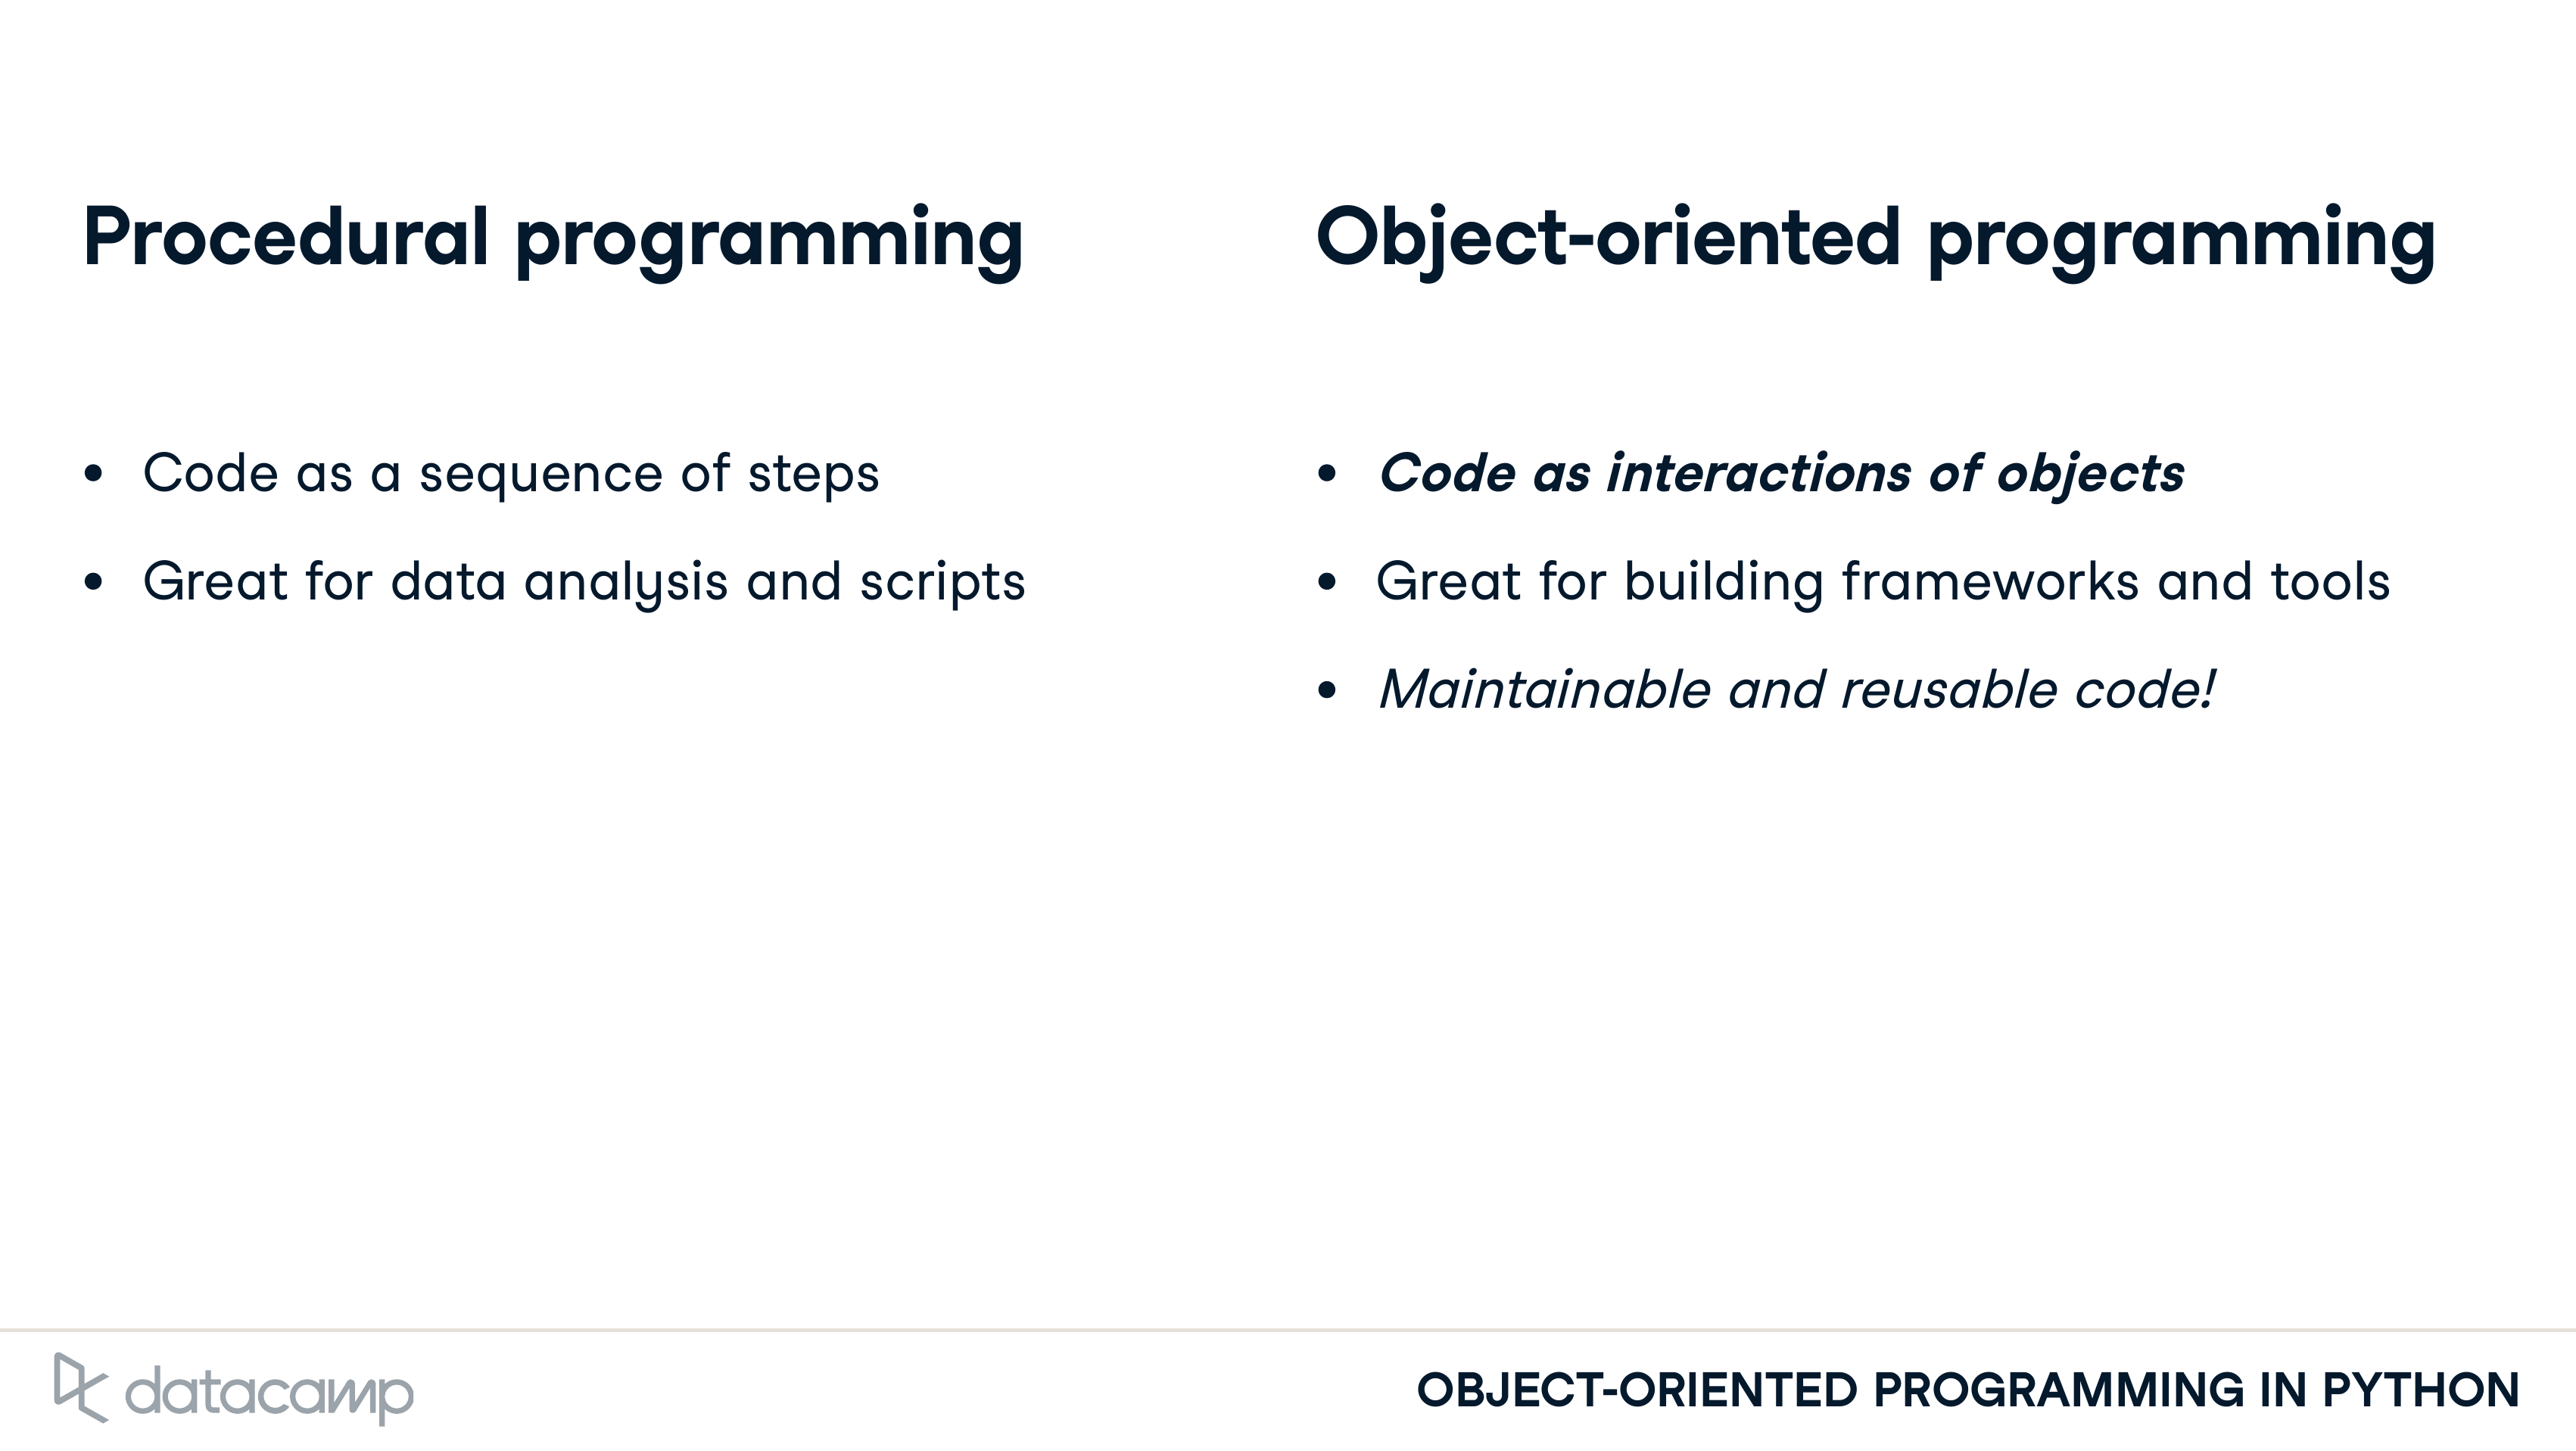 Procedural programming
• Code as a sequence of steps
• Great for data analysis and scripts
Object-oriented programming
• Code as interactions of objects
• Great for building frameworks and tools
• Maintainable and reusable code!
datacamp
OBJECT-ORIENTED PROGRAMMING IN PYTHON